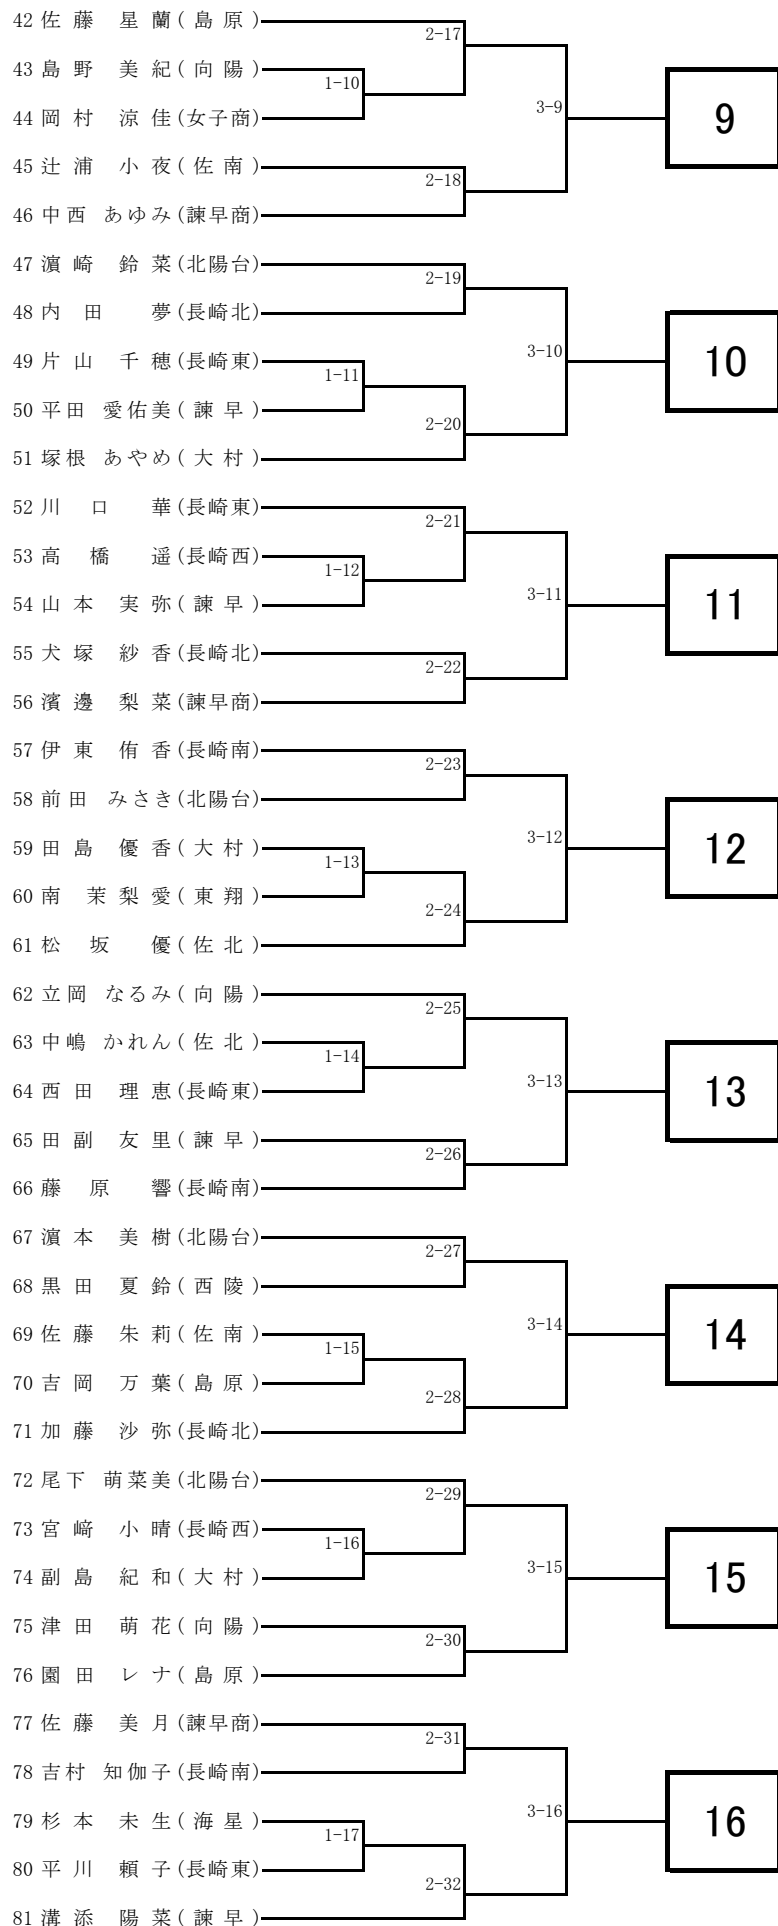 42 佐藤 星蘭(島原)
2-17
43 島野 美紀(向陽)
1-10
44 岡村 涼佳(女子商)
3-9
9
45 辻浦 小夜(佐南)
2-18
46 中西 あゆみ(諫早商)
47 濵崎 鈴菜(北陽台)
2-19
48 内田 夢(長崎北)
49 片山 千穂(長崎東)
1-11
3-10
10
50 平田 愛佑美(諫早)
2-20
51 塚根 あやめ(大村)
52 川口 華(長崎東)
2-21
53 高橋 遥(長崎西)
1-12
54 山本 実弥(諫早)
3-11
11
55 犬塚 紗香(長崎北)
2-22
56 濱邊 梨菜(諫早商)
57 伊東 侑香(長崎南)
2-23
58 前田 みさき(北陽台)
59 田島 優香(大村)
1-13
3-12
12
60 南 茉梨愛(東翔)
2-24
61 松坂 優(佐北)
62 立岡 なるみ(向陽)
2-25
63 中嶋 かれん(佐北)
1-14
64 西田 理恵(長崎東)
3-13
13
65 田副 友里(諫早)
2-26
66 藤原 響(長崎南)
67 濵本 美樹(北陽台)
2-27
68 黒田 夏鈴(西陵)
69 佐藤 朱莉(佐南)
1-15
3-14
14
70 吉岡 万葉(島原)
2-28
71 加藤 沙弥(長崎北)
72 尾下 萌菜美(北陽台)
2-29
73 宮﨑 小晴(長崎西)
1-16
74 副島 紀和(大村)
3-15
15
75 津田 萌花(向陽)
2-30
76 園田 レナ(島原)
77 佐藤 美月(諫早商)
2-31
78 吉村 知伽子(長崎南)
79 杉本 未生(海星)
1-17
3-16
16
80 平川 頼子(長崎東)
2-32
81 溝添 陽菜(諫早)